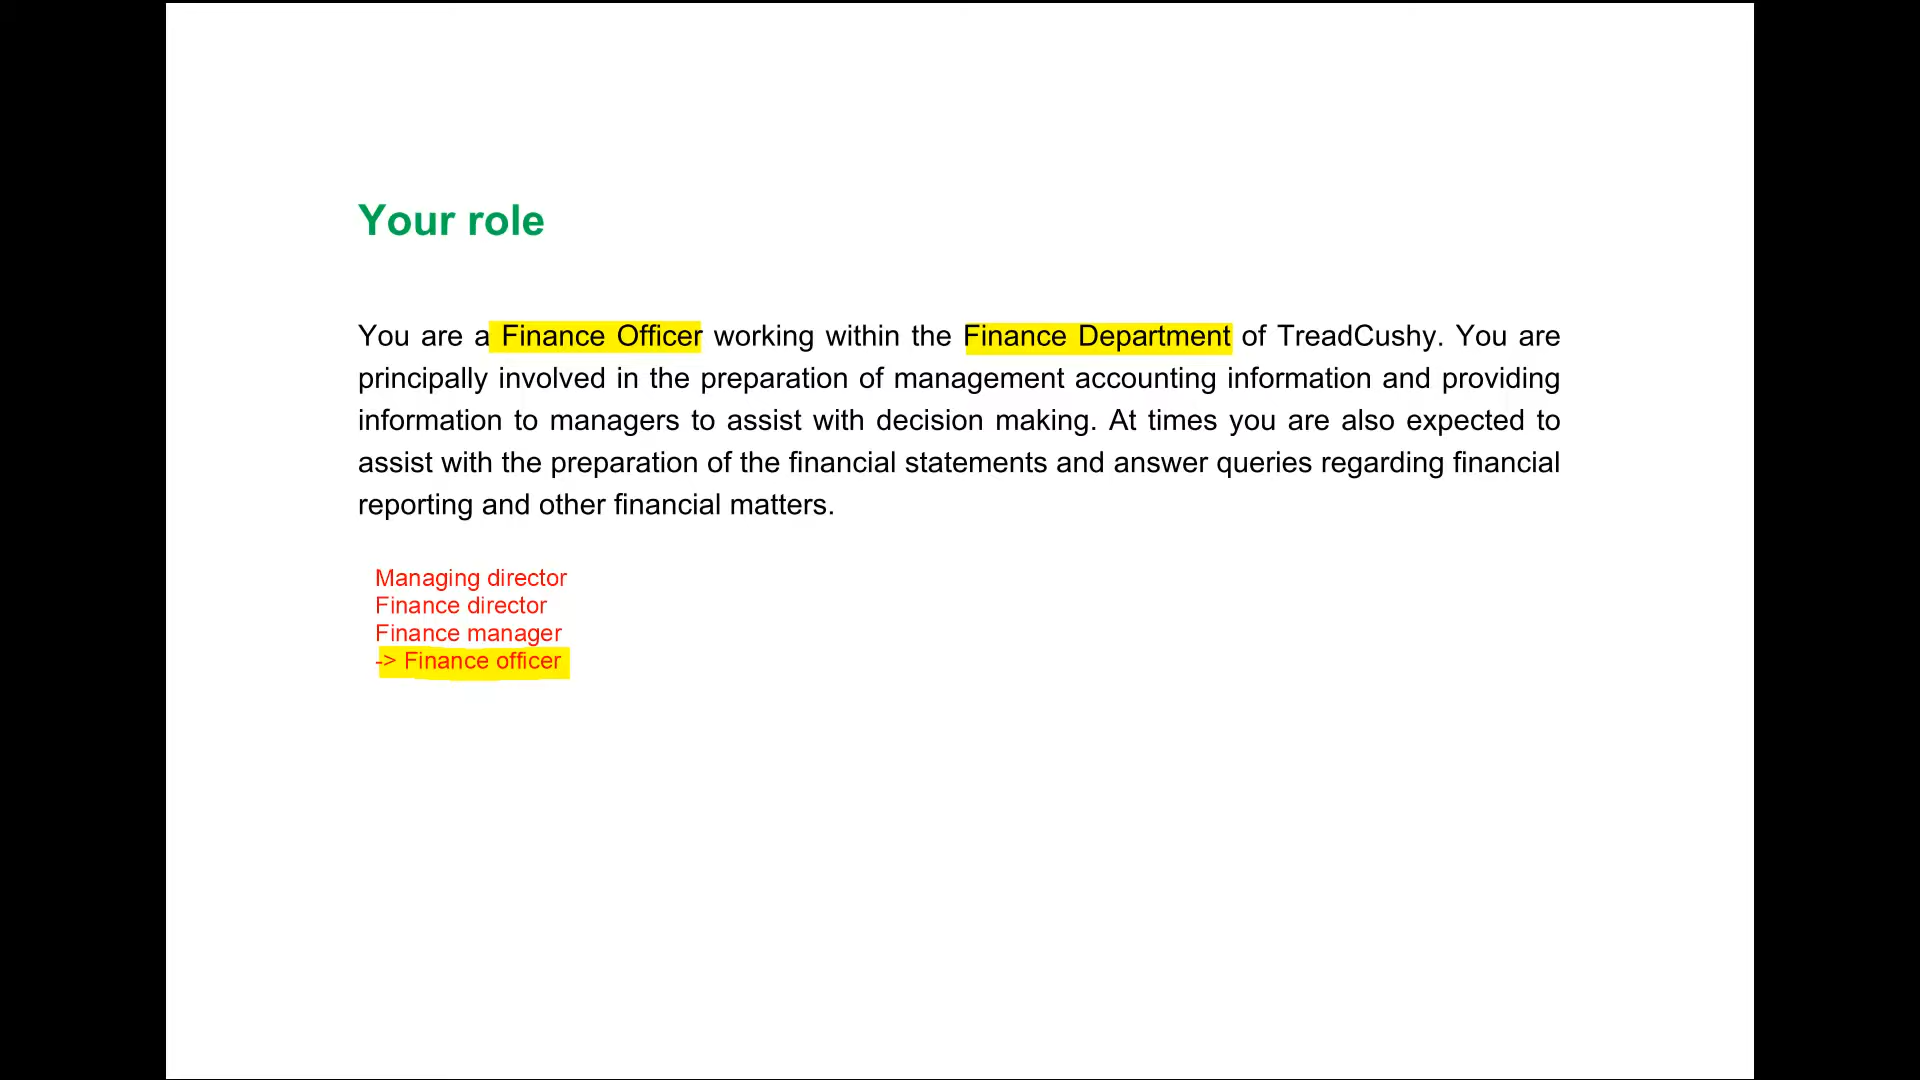 Your role
You are a Finance Officer working within the Finance Department of TreadCushy. You are
principally involved in the preparation of management accounting information and providing
information to managers to assist with decision making. At times you are also expected to
assist with the preparation of the financial statements and answer queries regarding financial
reporting and other financial matters.
Managing director
Finance director
Finance manager
-> Finance officer